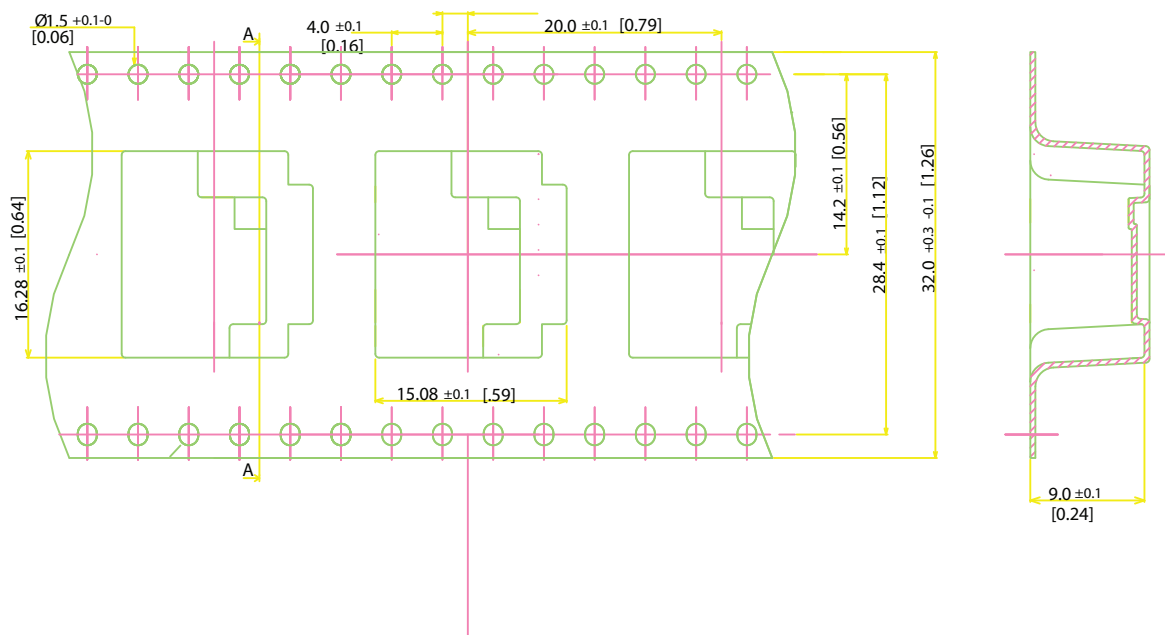 Ø1.5 +0.1-0
[0.06]
A
4.0 ±0.1
[0.16]
20.0 ±0.1 [0.79]
16.28 ±0.1 [0.64]
14.2 ±0.1 [0.56]
28.4 ±0.1 [1.12]
32.0 +0.3 -0.1 [1.26]
15.08 ±0.1 [.59]
A
9.0 ±0.1
[0.24]